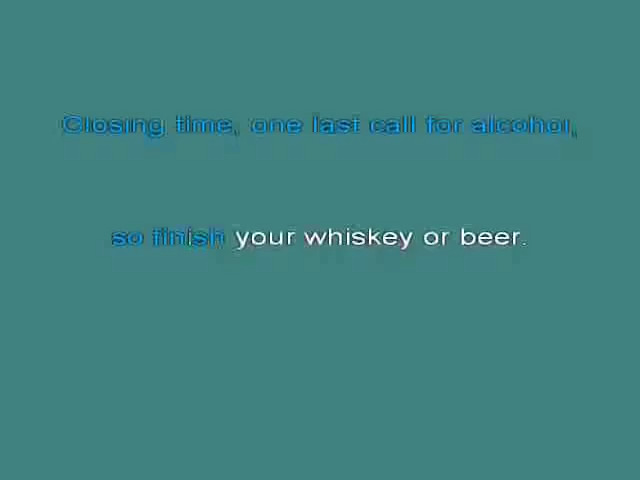 Closing time, one last call for alcohol,
so finish your whiskey or beer.